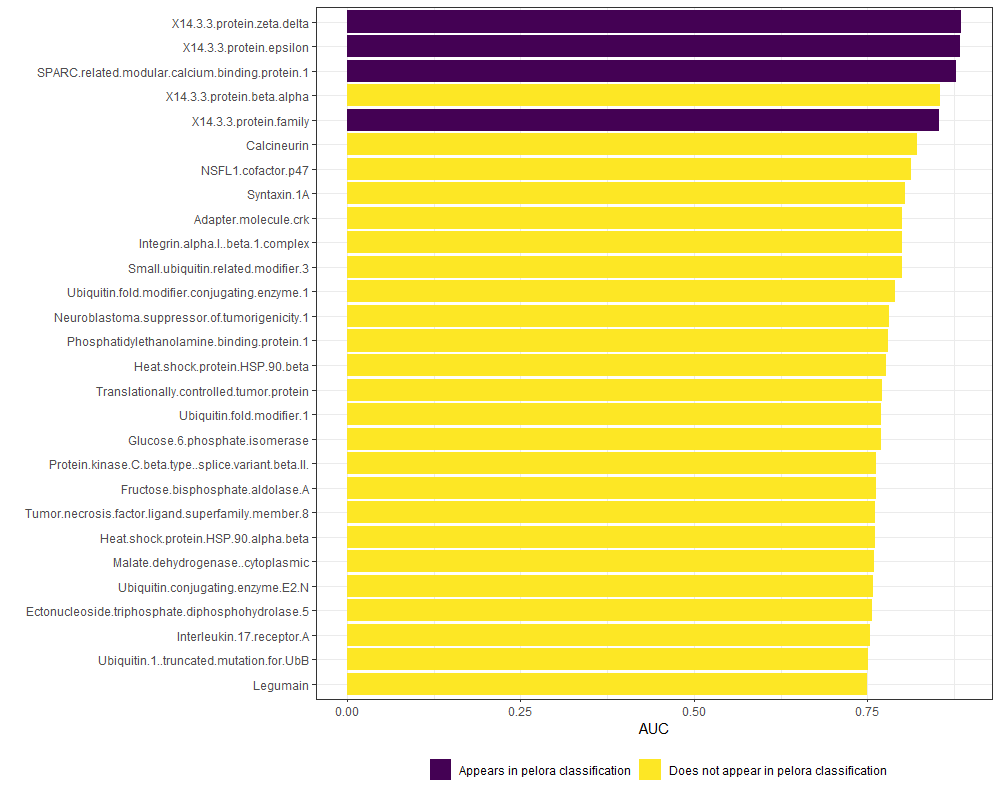 X14.3.3.protein.zeta.delta
X14.3.3.protein.epsilon
SPARC.related.modular.calcium.binding.protein.1
X14.3.3.protein.beta.alpha
X14.3.3.protein.family
Calcineurin
NSFL1.cofactor.p47
Syntaxin.1A
Adapter.molecule.crk
Integrin.alpha.I..beta.1.complex
Small.ubiquitin.related.modifier.3
Ubiquitin.fold.modifier.conjugating.enzyme.1
Neuroblastoma.suppressor.of.tumorigenicity.1
Phosphatidylethanolamine.binding.protein.1
Heat.shock.protein.HSP.90.beta
Translationally.controlled.tumor.protein
Ubiquitin.fold.modifier.1
Glucose.6.phosphate.isomerase
Protein.kinase.C.beta.type..splice.variant.beta.II.
Fructose.bisphosphate.aldolase.A
Tumor.necrosis.factor.ligand.superfamily.member.8
Heat.shock.protein.HSP.90.alpha.beta
Malate.dehydrogenase..cytoplasmic
Ubiquitin.conjugating.enzyme.E2.N
Ectonucleoside.triphosphate.diphosphohydrolase.5
Interleukin.17.receptor.A
Ubiquitin.1..truncated.mutation.for.UbB
Legumain
0.00 0.25 0.50 0.75
AUC
Appears in pelora classification Does not appear in pelora classification